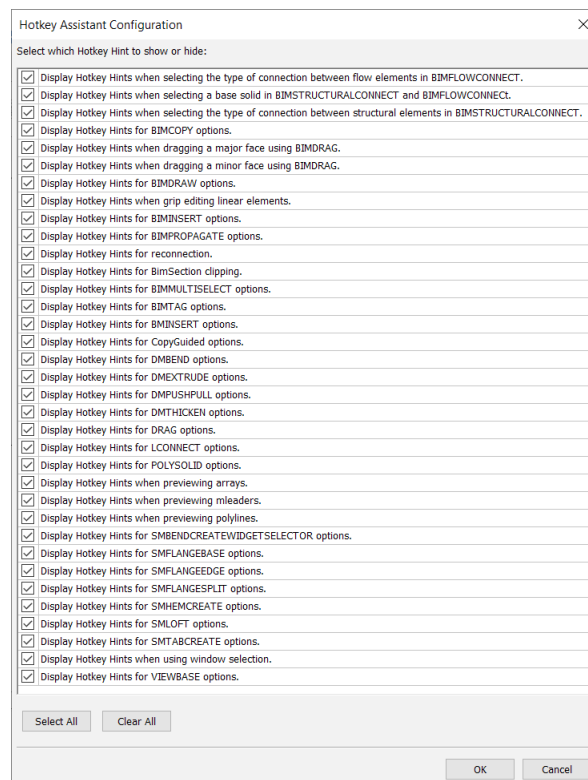 Hotkey Assistant Configuration
Select which Hotkey Hint to show or hide:
Display Hotkey Hints when selecting the type of connection between flow elements in BIMFLOWCONNECT.
Display Hotkey Hints when selecting a base solid in BIMSTRUCTURALCONNECT and BIMFLOWCONNECt.
Display Hotkey Hints when selecting the type of connection between structural elements in BIMSTRUCTURALCONNECT.
Display Hotkey Hints for BIMCOPY options.
Display Hotkey Hints when dragging a major face using BIMDRAG.
Display Hotkey Hints when dragging a minor face using BIMDRAG.
Display Hotkey Hints for BIMDRAW options.
Display Hotkey Hints when grip editing linear elements.
Display Hotkey Hints for BIMINSERT options.
Display Hotkey Hints for BIMPROPAGATE options.
Display Hotkey Hints for reconnection.
Display Hotkey Hints for BimSection clipping.
Display Hotkey Hints for BIMMULTISELECT options.
Display Hotkey Hints for BIMTAG options.
Display Hotkey Hints for BMINSERT options.
Display Hotkey Hints for CopyGuided options.
Display Hotkey Hints for DMBEND options.
Display Hotkey Hints for DMEXTRUDE options.
Display Hotkey Hints for DMPUSHPULL options.
Display Hotkey Hints for DMTHICKEN options.
Display Hotkey Hints for DRAG options.
Display Hotkey Hints for LCONNECT options.
Display Hotkey Hints for POLYSOLID options.
Display Hotkey Hints when previewing arrays.
Display Hotkey Hints when previewing mleaders.
Display Hotkey Hints when previewing polylines.
Display Hotkey Hints for SMBENDCREATEWIDGETSELECTOR options.
Display Hotkey Hints for SMFLANGEBASE options.
Display Hotkey Hints for SMFLANGEEDGE options.
Display Hotkey Hints for SMFLANGESPLIT options.
Display Hotkey Hints for SMHEMCREATE options.
Display Hotkey Hints for SMLOFT options.
Display Hotkey Hints for SMTABCREATE options.
Display Hotkey Hints when using window selection.
Display Hotkey Hints for VIEWBASE options.
Select All Clear All
OK Cancel